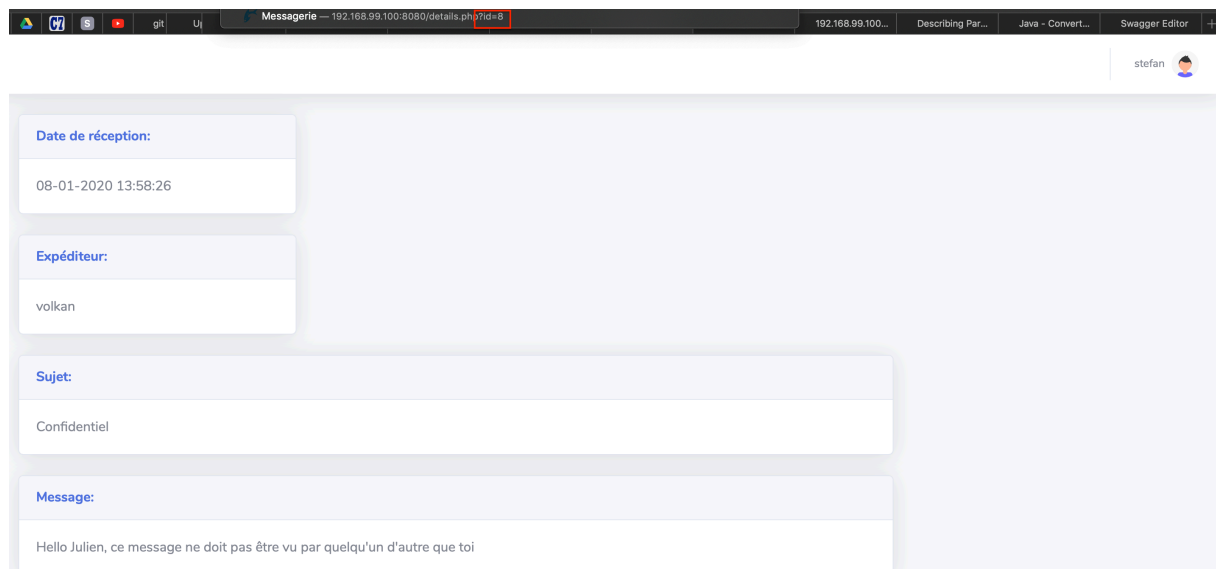 git
Messagerie — 192.168.99.100:8080/details.php?id=8
192.168.99.100...
Describing Par...
Java - Convert...
Swagger Editor
stefan
Date de réception:
08-01-2020 13:58:26
Expéditeur:
volkan
Sujet:
Confidentiel
Message:
Hello Julien, ce message ne doit pas être vu par quelqu'un d'autre que toi